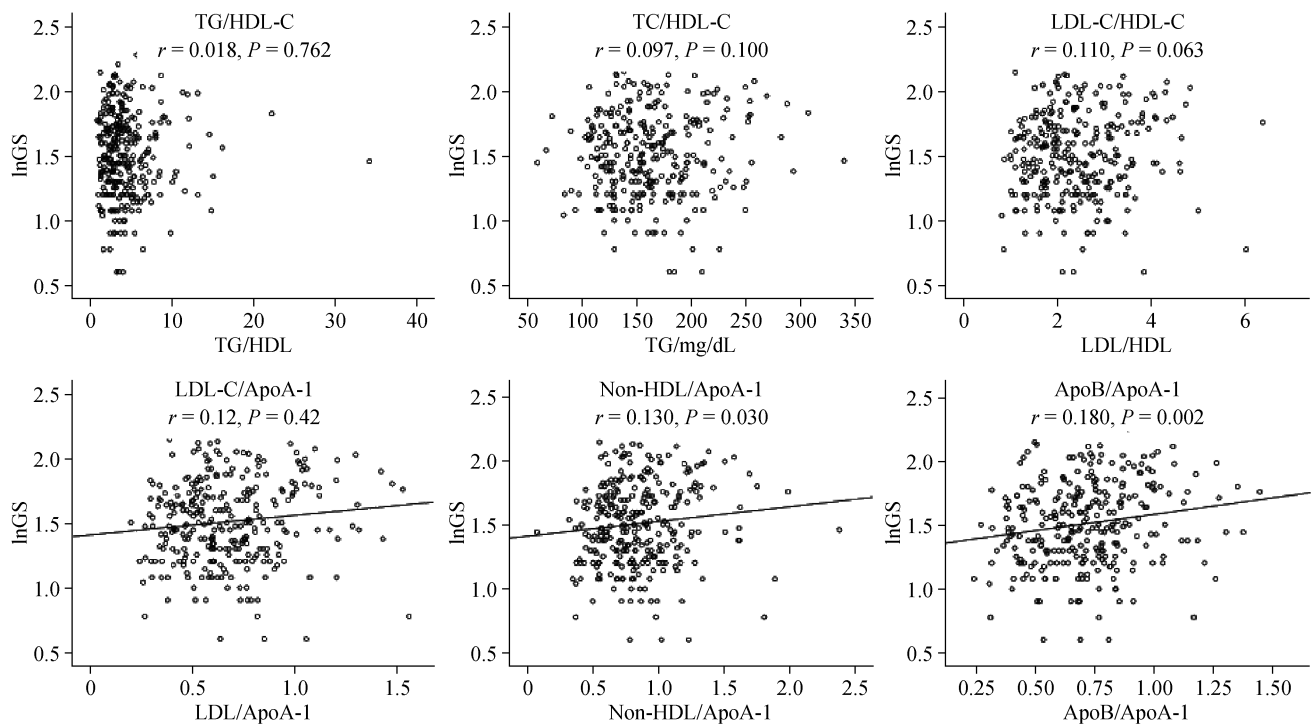 TG/HDL-C
r = 0.018, P = 0.762
lnGS
2.5
2.0
1.5
1.0
0.5
0 10 20 30 40
TG/HDL
TC/HDL-C
r = 0.097, P = 0.100
lnGS
2.5
2.0
1.5
1.0
0.5
50 100 150 200 250 300 350
TG/mg/dL
LDL-C/HDL-C
r = 0.110, P = 0.063
lnGS
2.5
2.0
1.5
1.0
0.5
0 2 4 6
LDL/HDL
LDL-C/ApoA-1
r = 0.12, P = 0.42
lnGS
2.5
2.0
1.5
1.0
0.5
0 0.5 1.0 1.5
LDL/ApoA-1
Non-HDL/ApoA-1
r = 0.130, P = 0.030
lnGS
2.5
2.0
1.5
1.0
0.5
0 0.5 1.0 1.5 2.0 2.5
Non-HDL/ApoA-1
ApoB/ApoA-1
r = 0.180, P = 0.002
lnGS
2.5
2.0
1.5
1.0
0.5
0.25 0.50 0.75 1.00 1.25 1.50
ApoB/ApoA-1